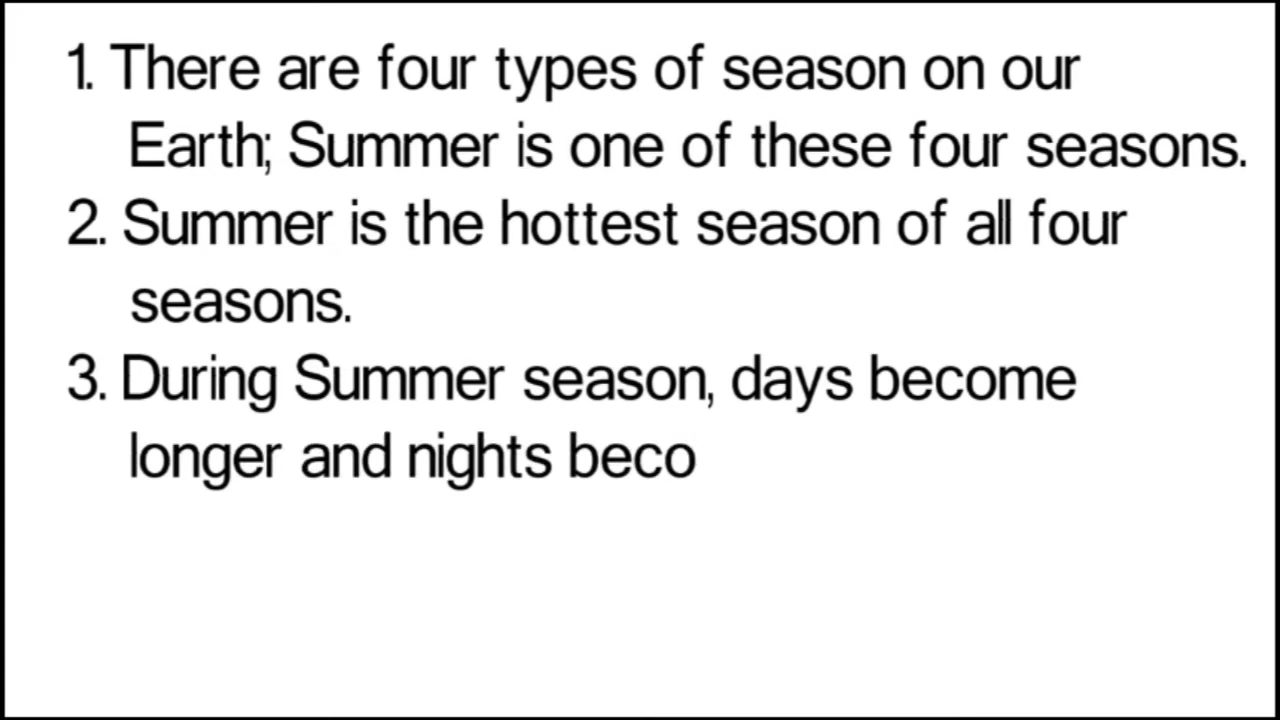 1. There are four types of season on our
Earth; Summer is one of these four seasons.
2. Summer is the hottest season of all four
seasons.
3. During Summer season, days become
longer and nights beco